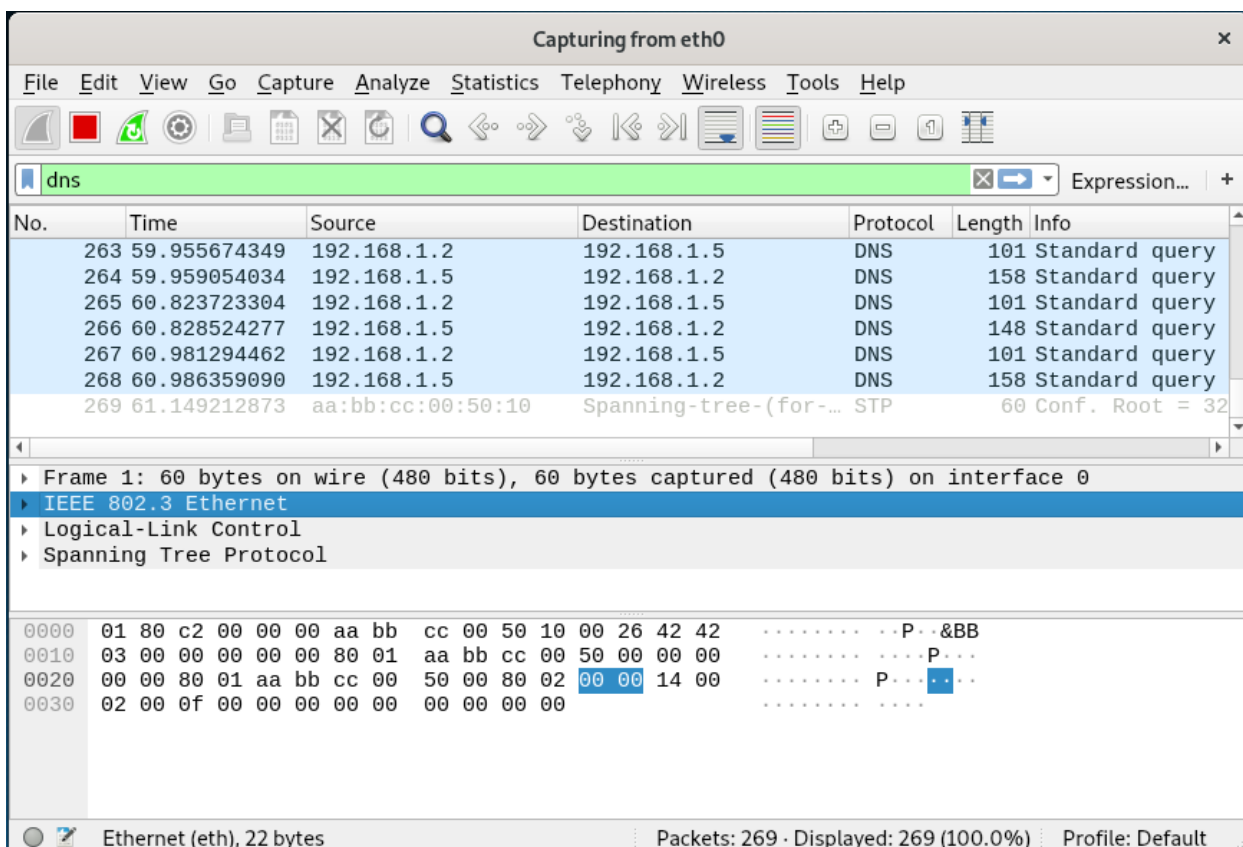 Capturing from eth0 ×
File Edit View Go Capture Analyze Statistics Telephony Wireless Tools Help
dns Expression... +
No. Time Source Destination Protocol Length Info
263 59.955674349 192.168.1.2 192.168.1.5 DNS 101 Standard query
264 59.959054034 192.168.1.5 192.168.1.2 DNS 158 Standard query
265 60.823723304 192.168.1.2 192.168.1.5 DNS 101 Standard query
266 60.828524277 192.168.1.5 192.168.1.2 DNS 148 Standard query
267 60.981294462 192.168.1.2 192.168.1.5 DNS 101 Standard query
268 60.986359090 192.168.1.5 192.168.1.2 DNS 158 Standard query
269 61.149212873 aa:bb:cc:00:50:10 Spanning-tree-(for-… STP 60 Conf. Root = 32
Frame 1: 60 bytes on wire (480 bits), 60 bytes captured (480 bits) on interface 0
IEEE 802.3 Ethernet
Logical-Link Control
Spanning Tree Protocol
0000 01 80 c2 00 00 00 aa bb cc 00 50 10 00 26 42 42 ········ ··P··&BB
0010 03 00 00 00 00 00 80 01 aa bb cc 00 50 00 00 00 ········ ····P···
0020 00 00 80 01 aa bb cc 00 50 00 80 02 00 00 14 00 ········ P·······
0030 02 00 0f 00 00 00 00 00 00 00 00 00 ········ ····
Ethernet (eth), 22 bytes Packets: 269 · Displayed: 269 (100.0%) Profile: Default